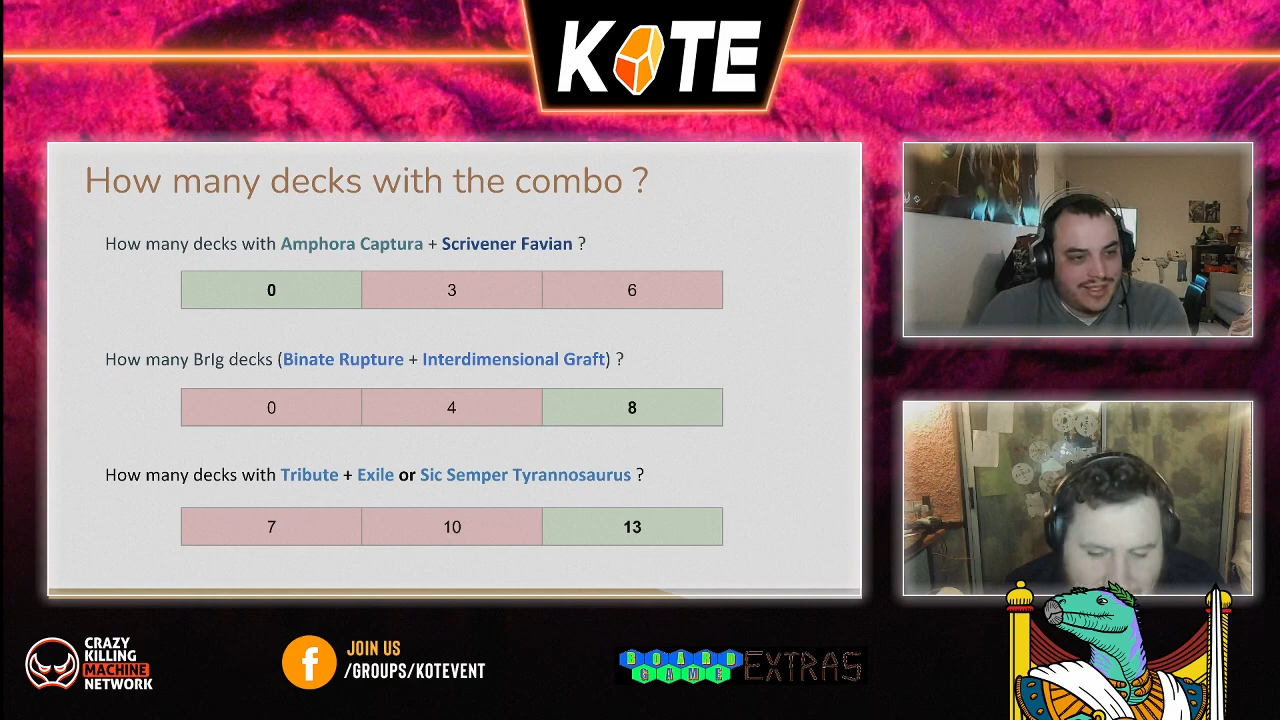 KOTE
How many decks with the combo ?
How many decks with Amphora Captura + Scrivener Favian ?
0 3 6
How many BrIg decks (Binate Rupture + Interdimensional Graft) ?
0 4 8
How many decks with Tribute + Exile or Sic Semper Tyrannosaurus ?
7 10 13
CRAZY
KILLING
MACHINE
NETWORK
f
JOIN US
/GROUPS/KOTEVENT
BOARD
GAME
EXTRAS